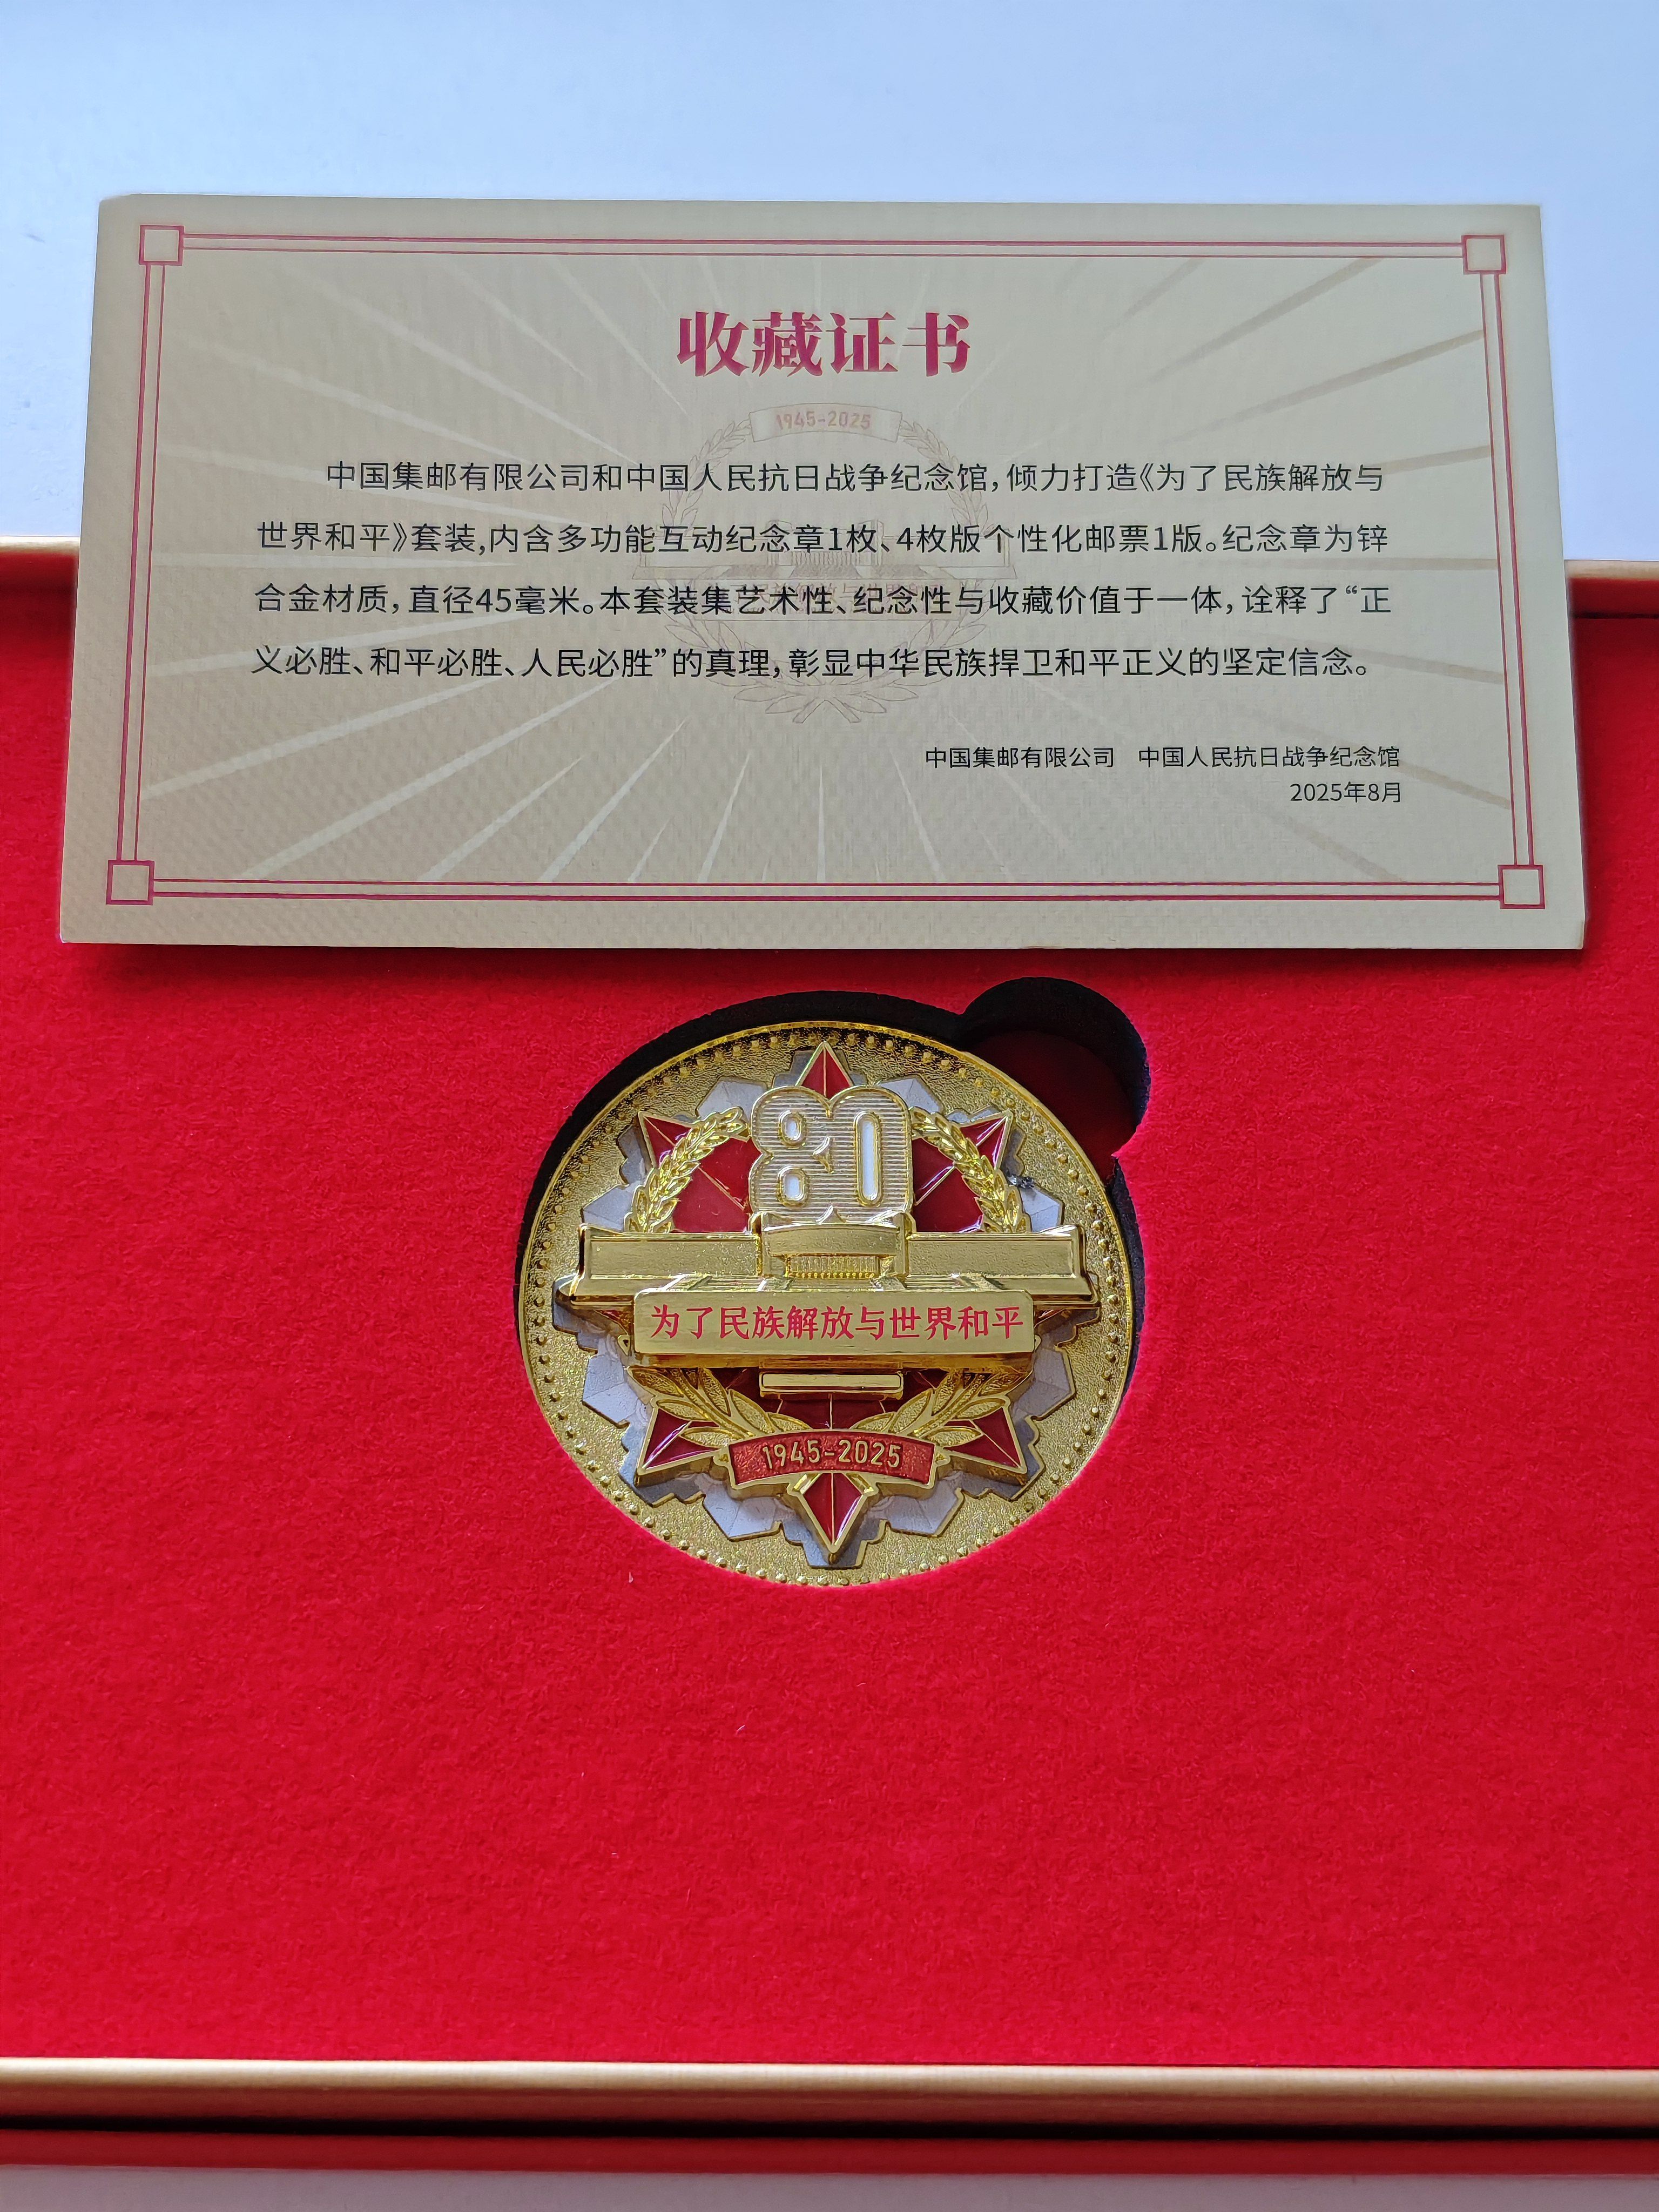 收藏证书
1945-2025
中国集邮有限公司和中国人民抗日战争纪念馆，倾力打造《为了民族解放与
世界和平》套装，内含多功能互动纪念章1枚、4枚版个性化邮票1版。纪念章为锌
合金材质，直径45毫米。本套装集艺术性、纪念性与收藏价值于一体，诠释了“正
义必胜、和平必胜、人民必胜”的真理，彰显中华民族捍卫和平正义的坚定信念。
中国集邮有限公司 中国人民抗日战争纪念馆
2025年8月
80
为了民族解放与世界和平
1945-2025